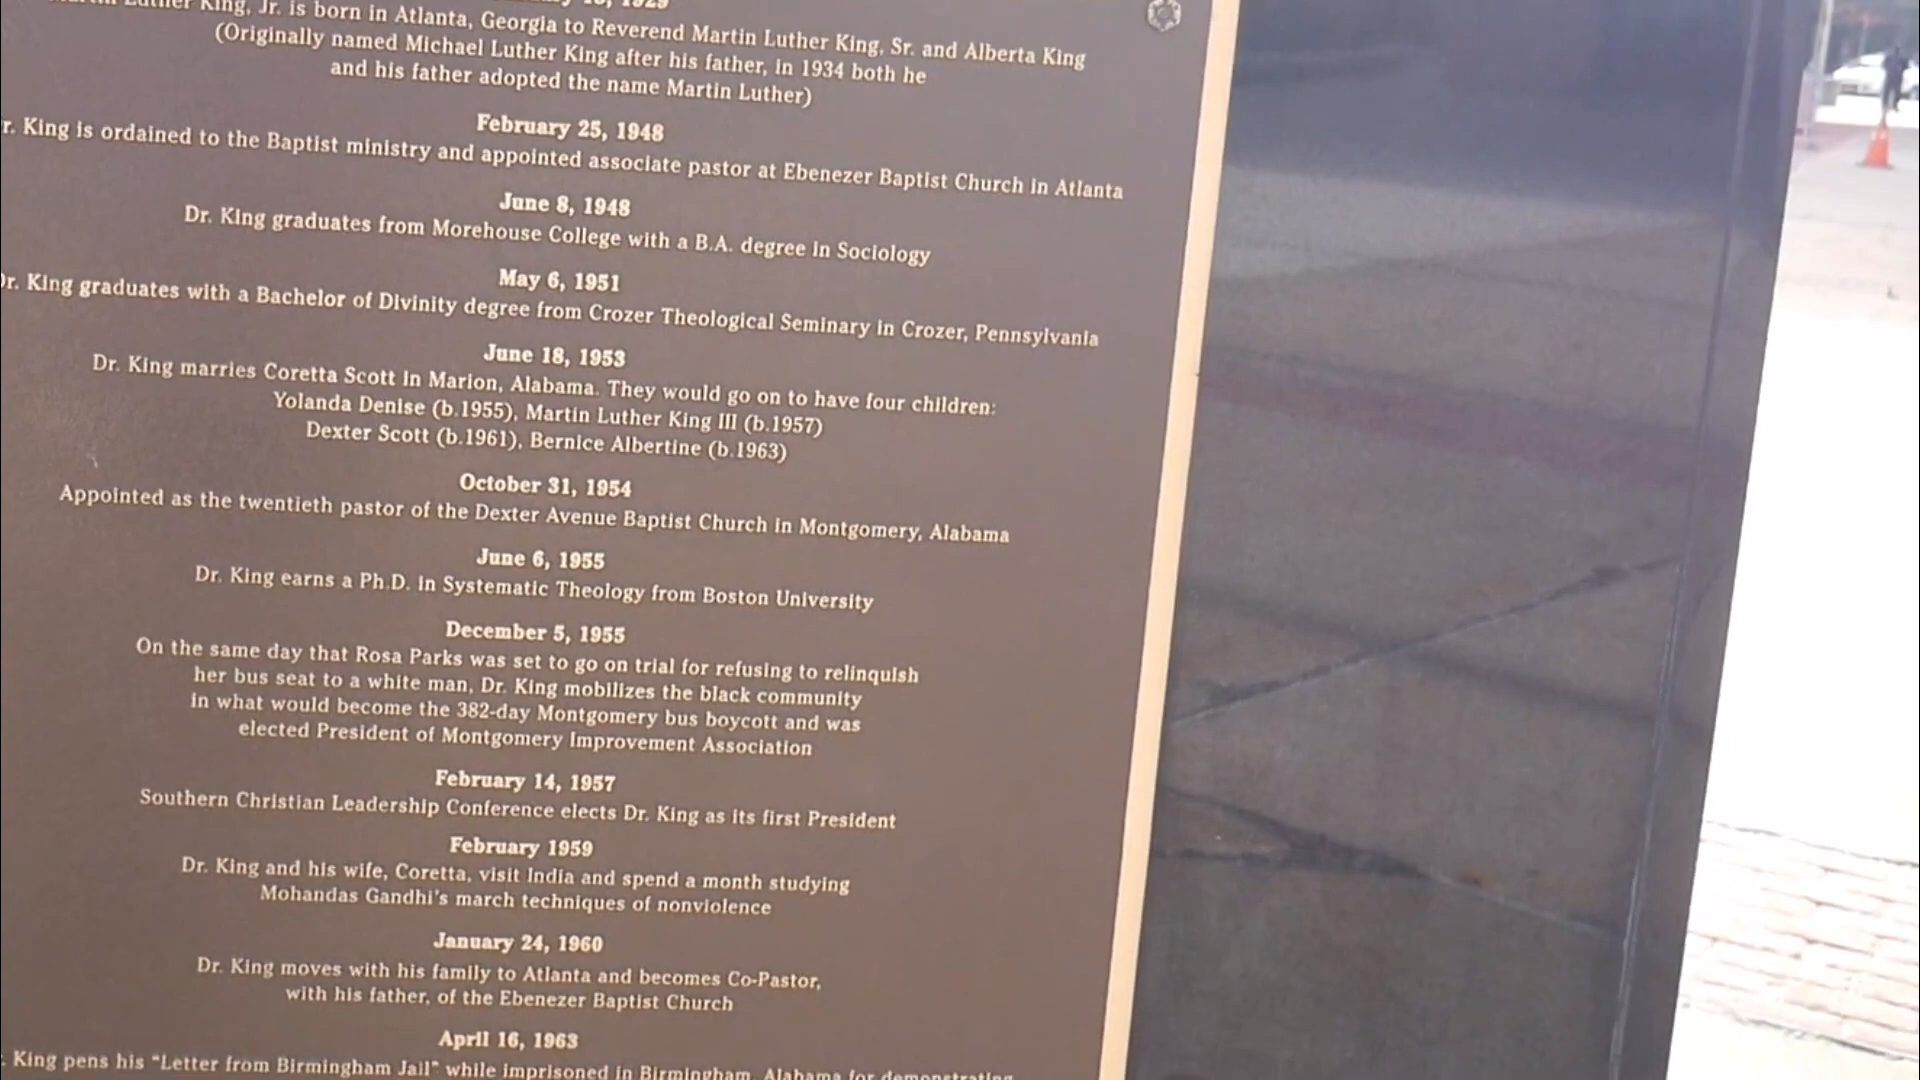 King, Jr. is born in Atlanta, Georgia to Reverend Martin Luther King, Sr. and Alberta King
(Originally named Michael Luther King after his father, in 1934 both he
and his father adopted the name Martin Luther)
February 25, 1948
r. King is ordained to the Baptist ministry and appointed associate pastor at Ebenezer Baptist Church in Atlanta
June 8, 1948
Dr. King graduates from Morehouse College with a B.A. degree in Sociology
May 6, 1951
Dr. King graduates with a Bachelor of Divinity degree from Crozer Theological Seminary in Crozer, Pennsylvania
June 18, 1953
Dr. King marries Coretta Scott in Marion, Alabama. They would go on to have four children:
Yolanda Denise (b.1955), Martin Luther King III (b.1957)
Dexter Scott (b.1961), Bernice Albertine (b.1963)
October 31, 1954
Appointed as the twentieth pastor of the Dexter Avenue Baptist Church in Montgomery, Alabama
June 6, 1955
Dr. King earns a Ph.D. in Systematic Theology from Boston University
December 5, 1955
On the same day that Rosa Parks was set to go on trial for refusing to relinquish
her bus seat to a white man, Dr. King mobilizes the black community
in what would become the 382-day Montgomery bus boycott and was
elected President of Montgomery Improvement Association
February 14, 1957
Southern Christian Leadership Conference elects Dr. King as its first President
February 1959
Dr. King and his wife, Coretta, visit India and spend a month studying
Mohandas Gandhi's march techniques of nonviolence
January 24, 1960
Dr. King moves with his family to Atlanta and becomes Co-Pastor,
with his father, of the Ebenezer Baptist Church
April 16, 1963
. King pens his "Letter from Birmingham Jail" while imprisoned in Birmingham, Alabama for demonstrating